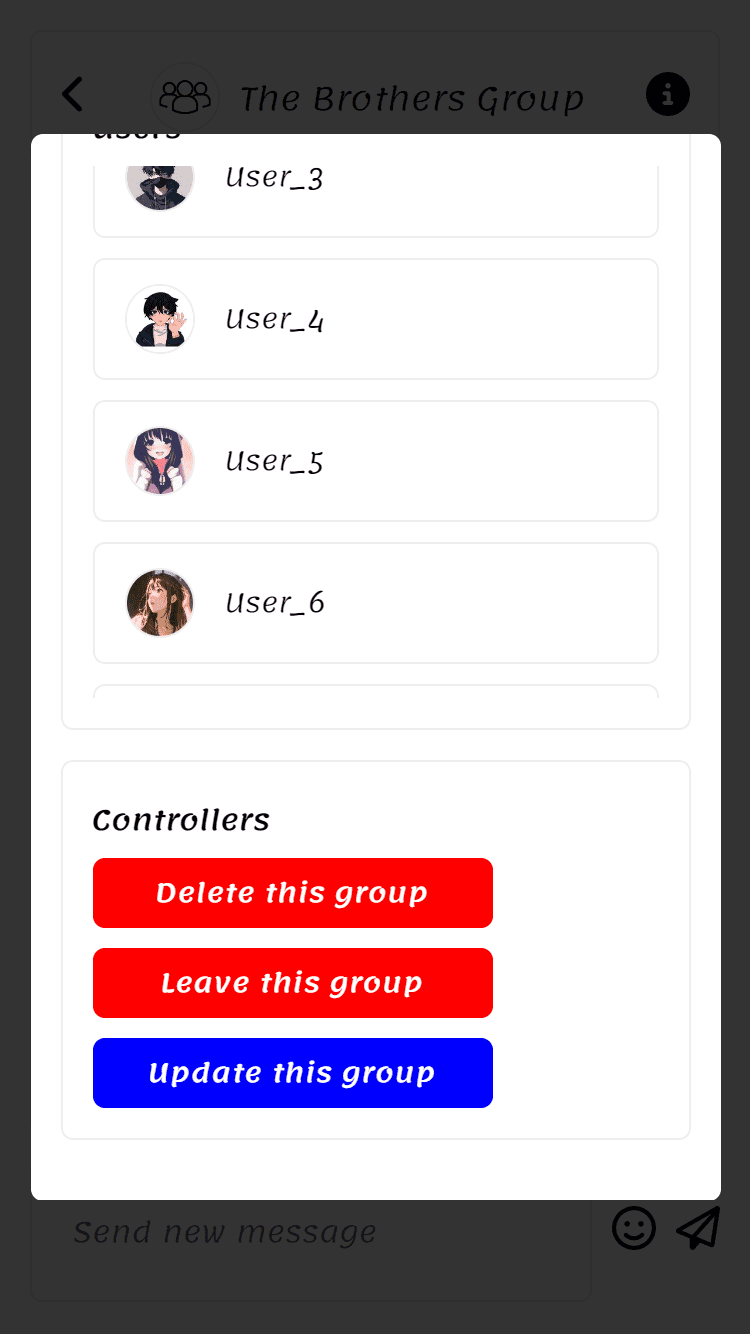 The Brothers Group
Users
User_3
User_4
User_5
User_6
Controllers
Delete this group
Leave this group
Update this group
Send new message